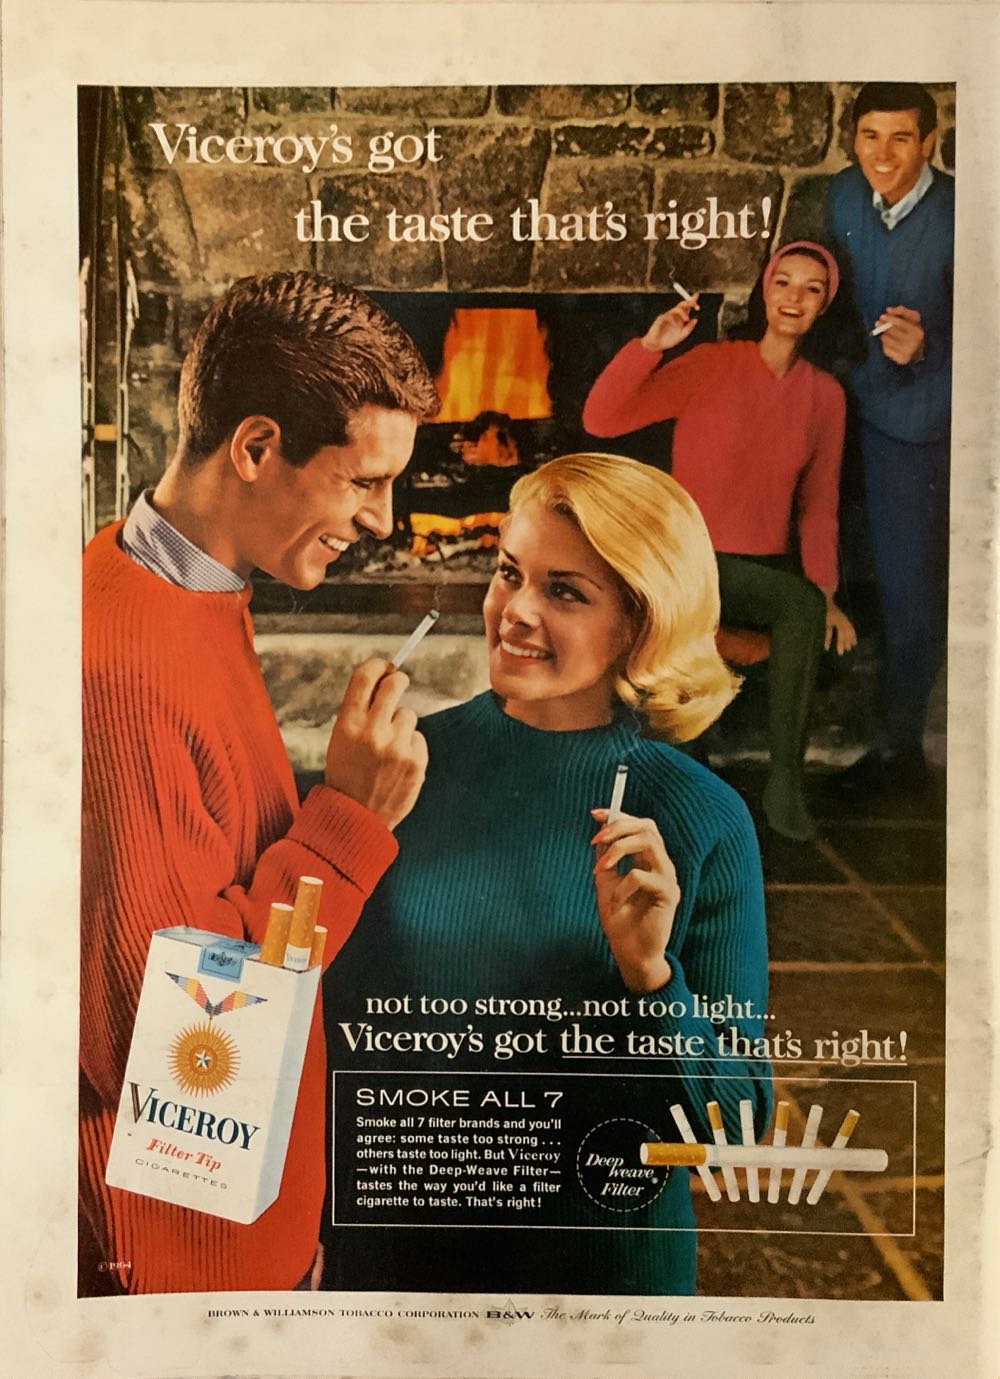 Viceroy's got
the taste that's right!
not too strong...not too light...
Viceroy's got the taste that's right!
SMOKE ALL 7
Smoke all 7 filter brands and you'll
agree: some taste too strong . . .
others taste too light. But Viceroy
—with the Deep-Weave Filter—
tastes the way you'd like a filter
cigarette to taste. That's right!
Deep
Weave®
Filter
VICEROY
Filter Tip
CIGARETTES
© 1964
BROWN & WILLIAMSON TOBACCO CORPORATION B&W The Mark of Quality in Tobacco Products